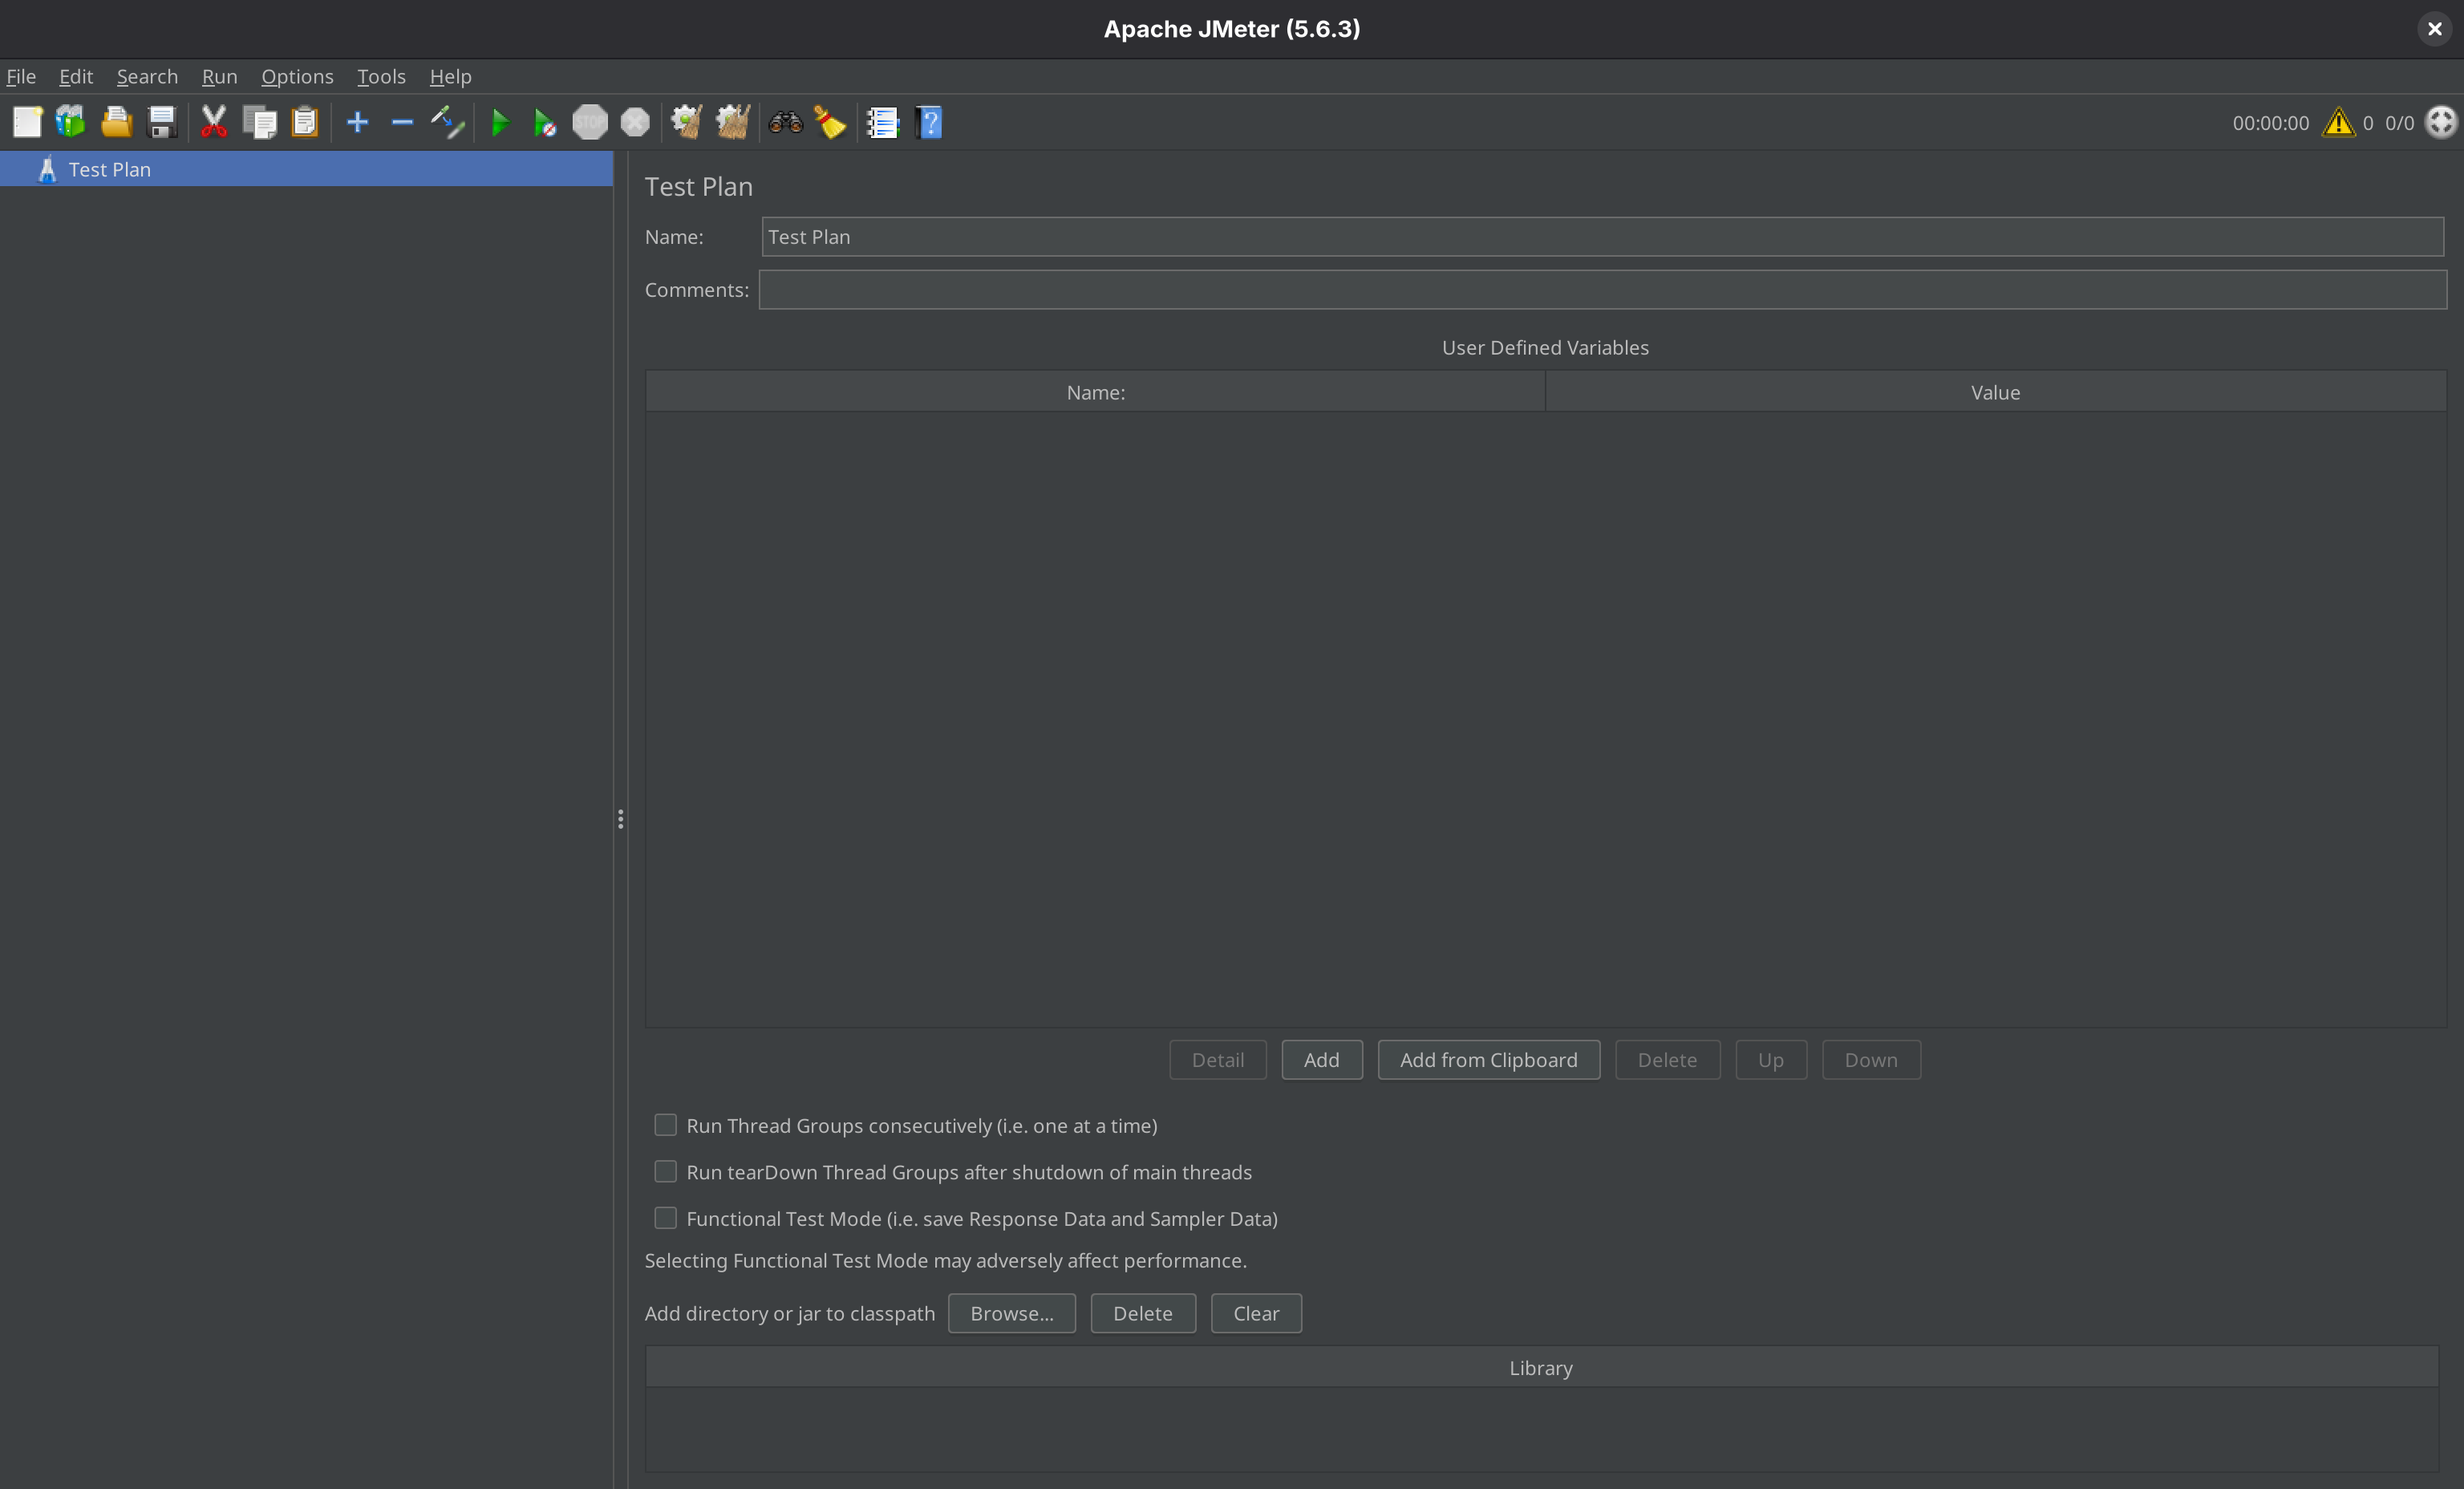 Apache JMeter (5.6.3)
File Edit Search Run Options Tools Help
STOP
00:00:00 0 0/0
Test Plan
Test Plan
Name: Test Plan
Comments:
User Defined Variables
Name: Value
Detail Add Add from Clipboard Delete Up Down
Run Thread Groups consecutively (i.e. one at a time)
Run tearDown Thread Groups after shutdown of main threads
Functional Test Mode (i.e. save Response Data and Sampler Data)
Selecting Functional Test Mode may adversely affect performance.
Add directory or jar to classpath Browse... Delete Clear
Library